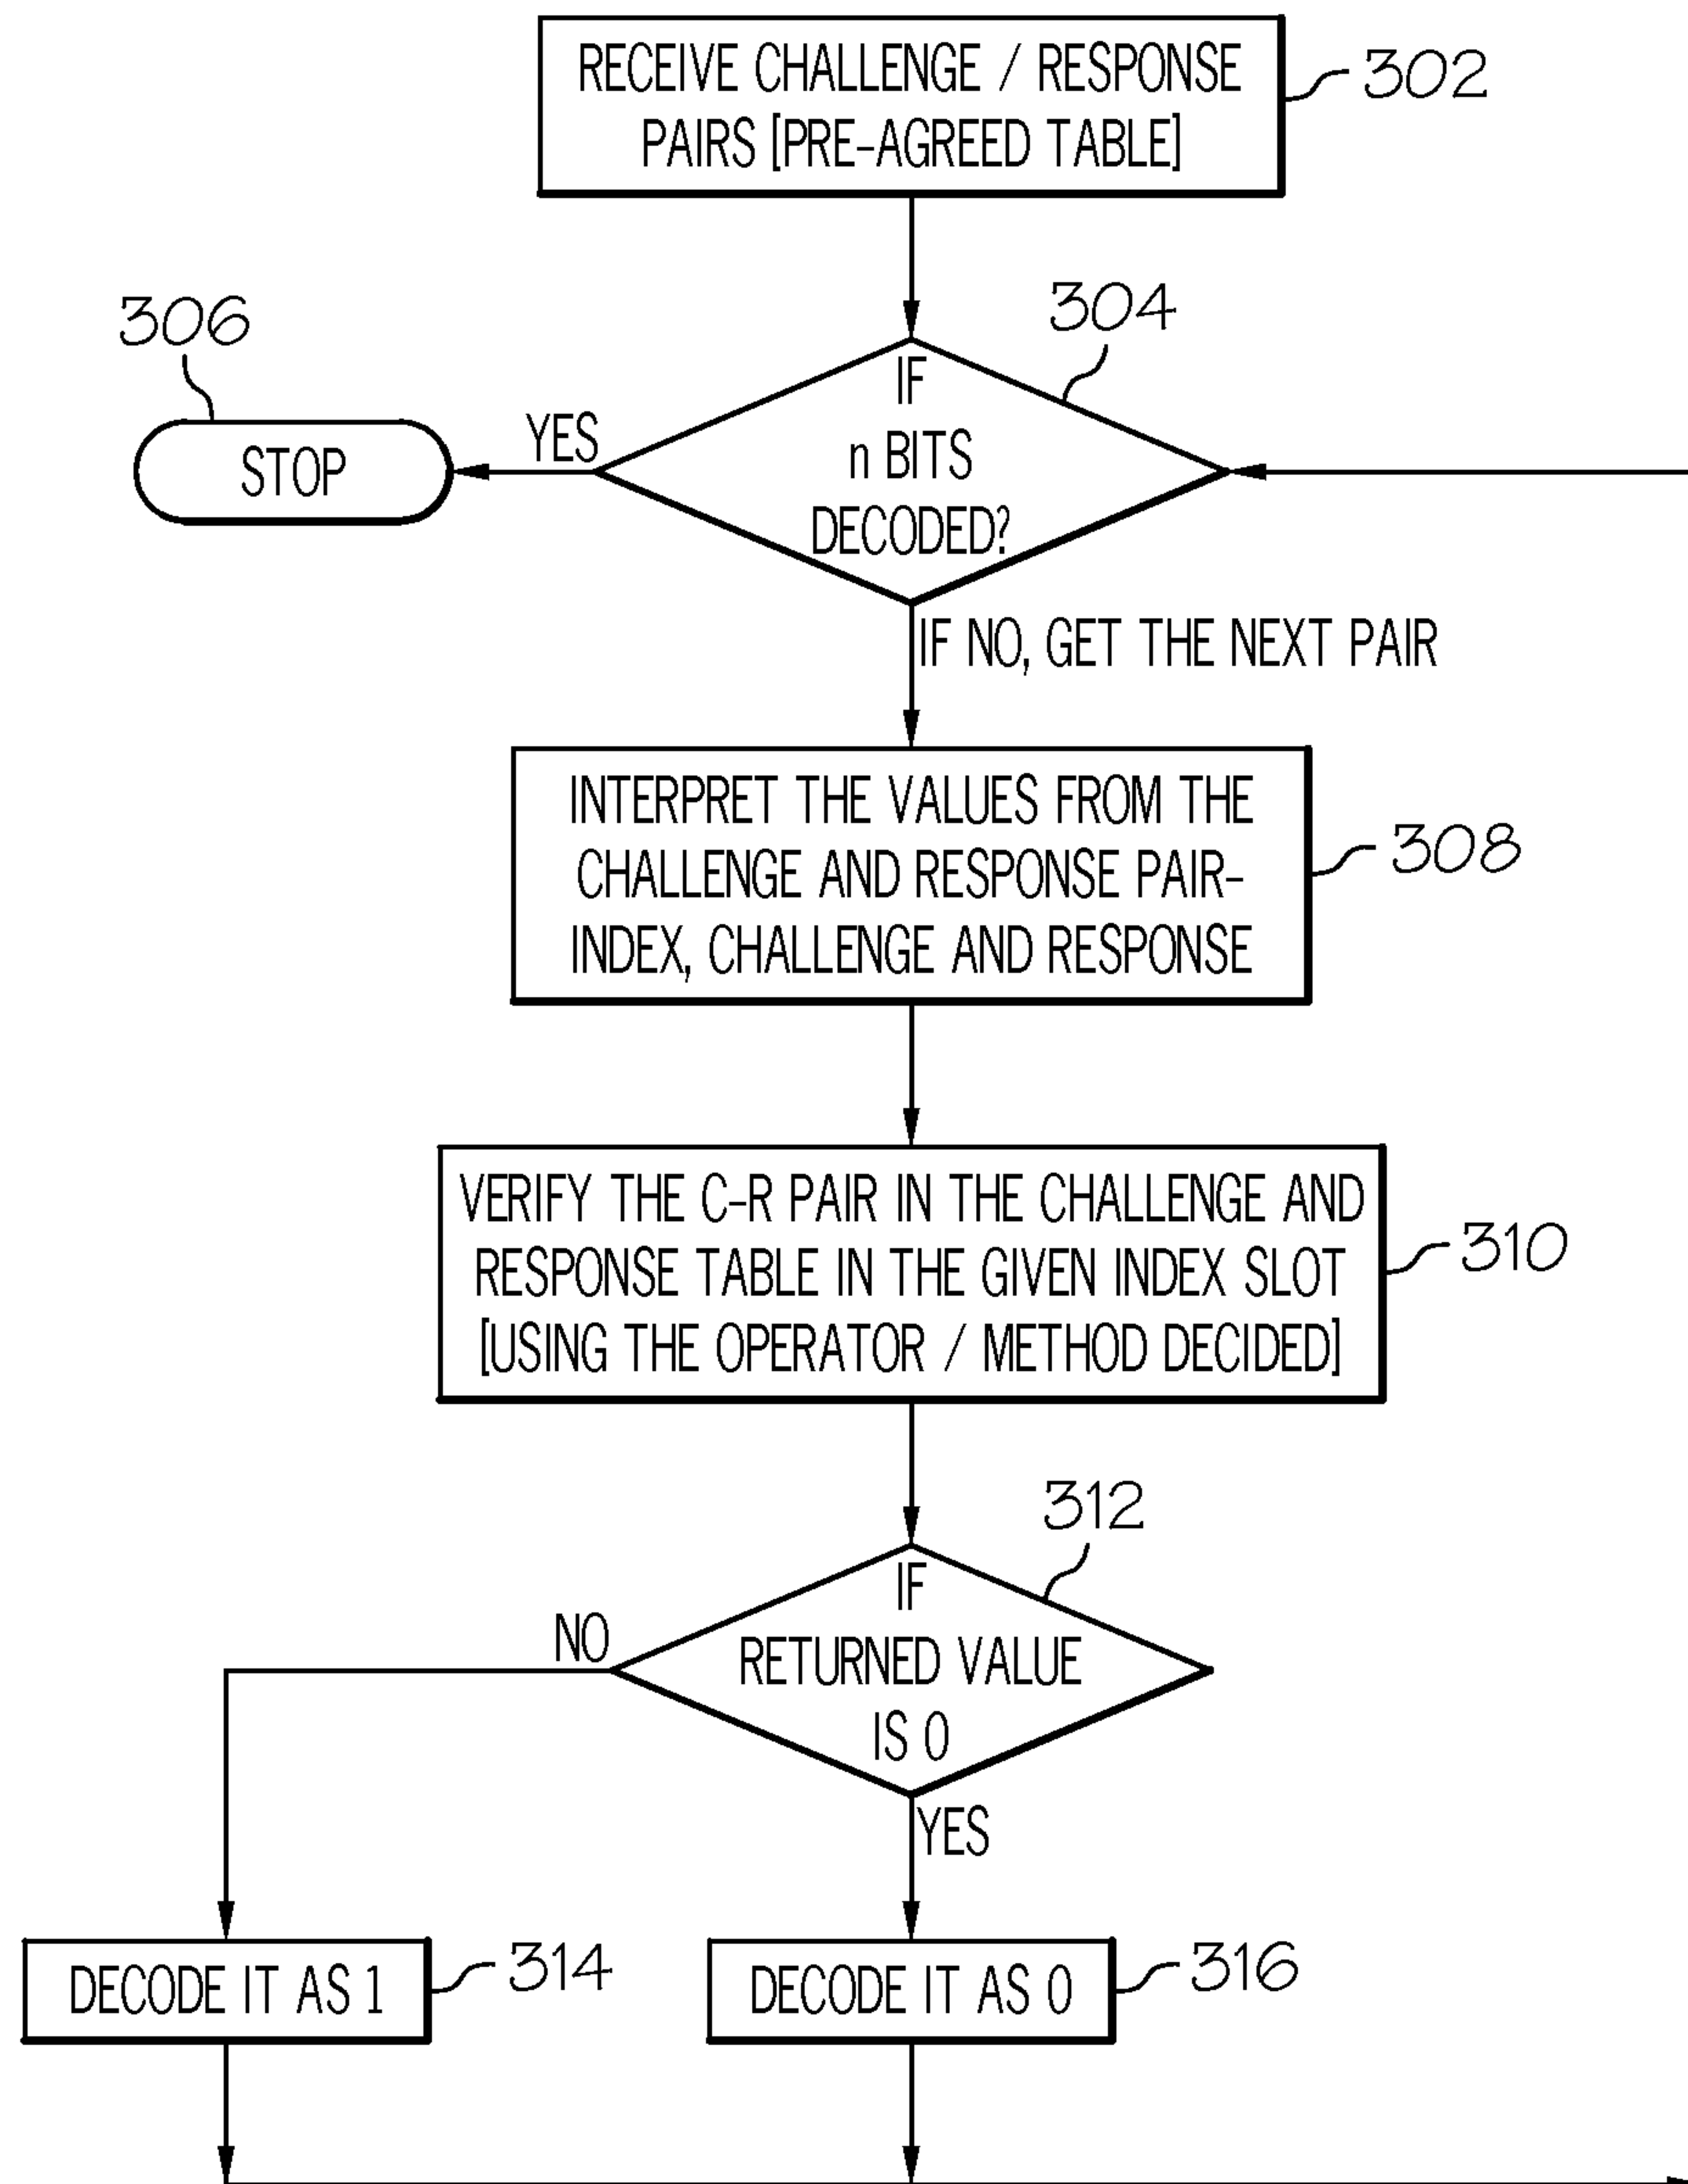 RECEIVE CHALLENGE / RESPONSE
PAIRS [PRE-AGREED TABLE]
302
304
306
IF
n BITS
DECODED?
YES
STOP
IF NO, GET THE NEXT PAIR
INTERPRET THE VALUES FROM THE
CHALLENGE AND RESPONSE PAIR-
INDEX, CHALLENGE AND RESPONSE
308
VERIFY THE C-R PAIR IN THE CHALLENGE AND
RESPONSE TABLE IN THE GIVEN INDEX SLOT
[USING THE OPERATOR / METHOD DECIDED]
310
312
IF
RETURNED VALUE
IS 0
NO
YES
DECODE IT AS 1
314
DECODE IT AS 0
316